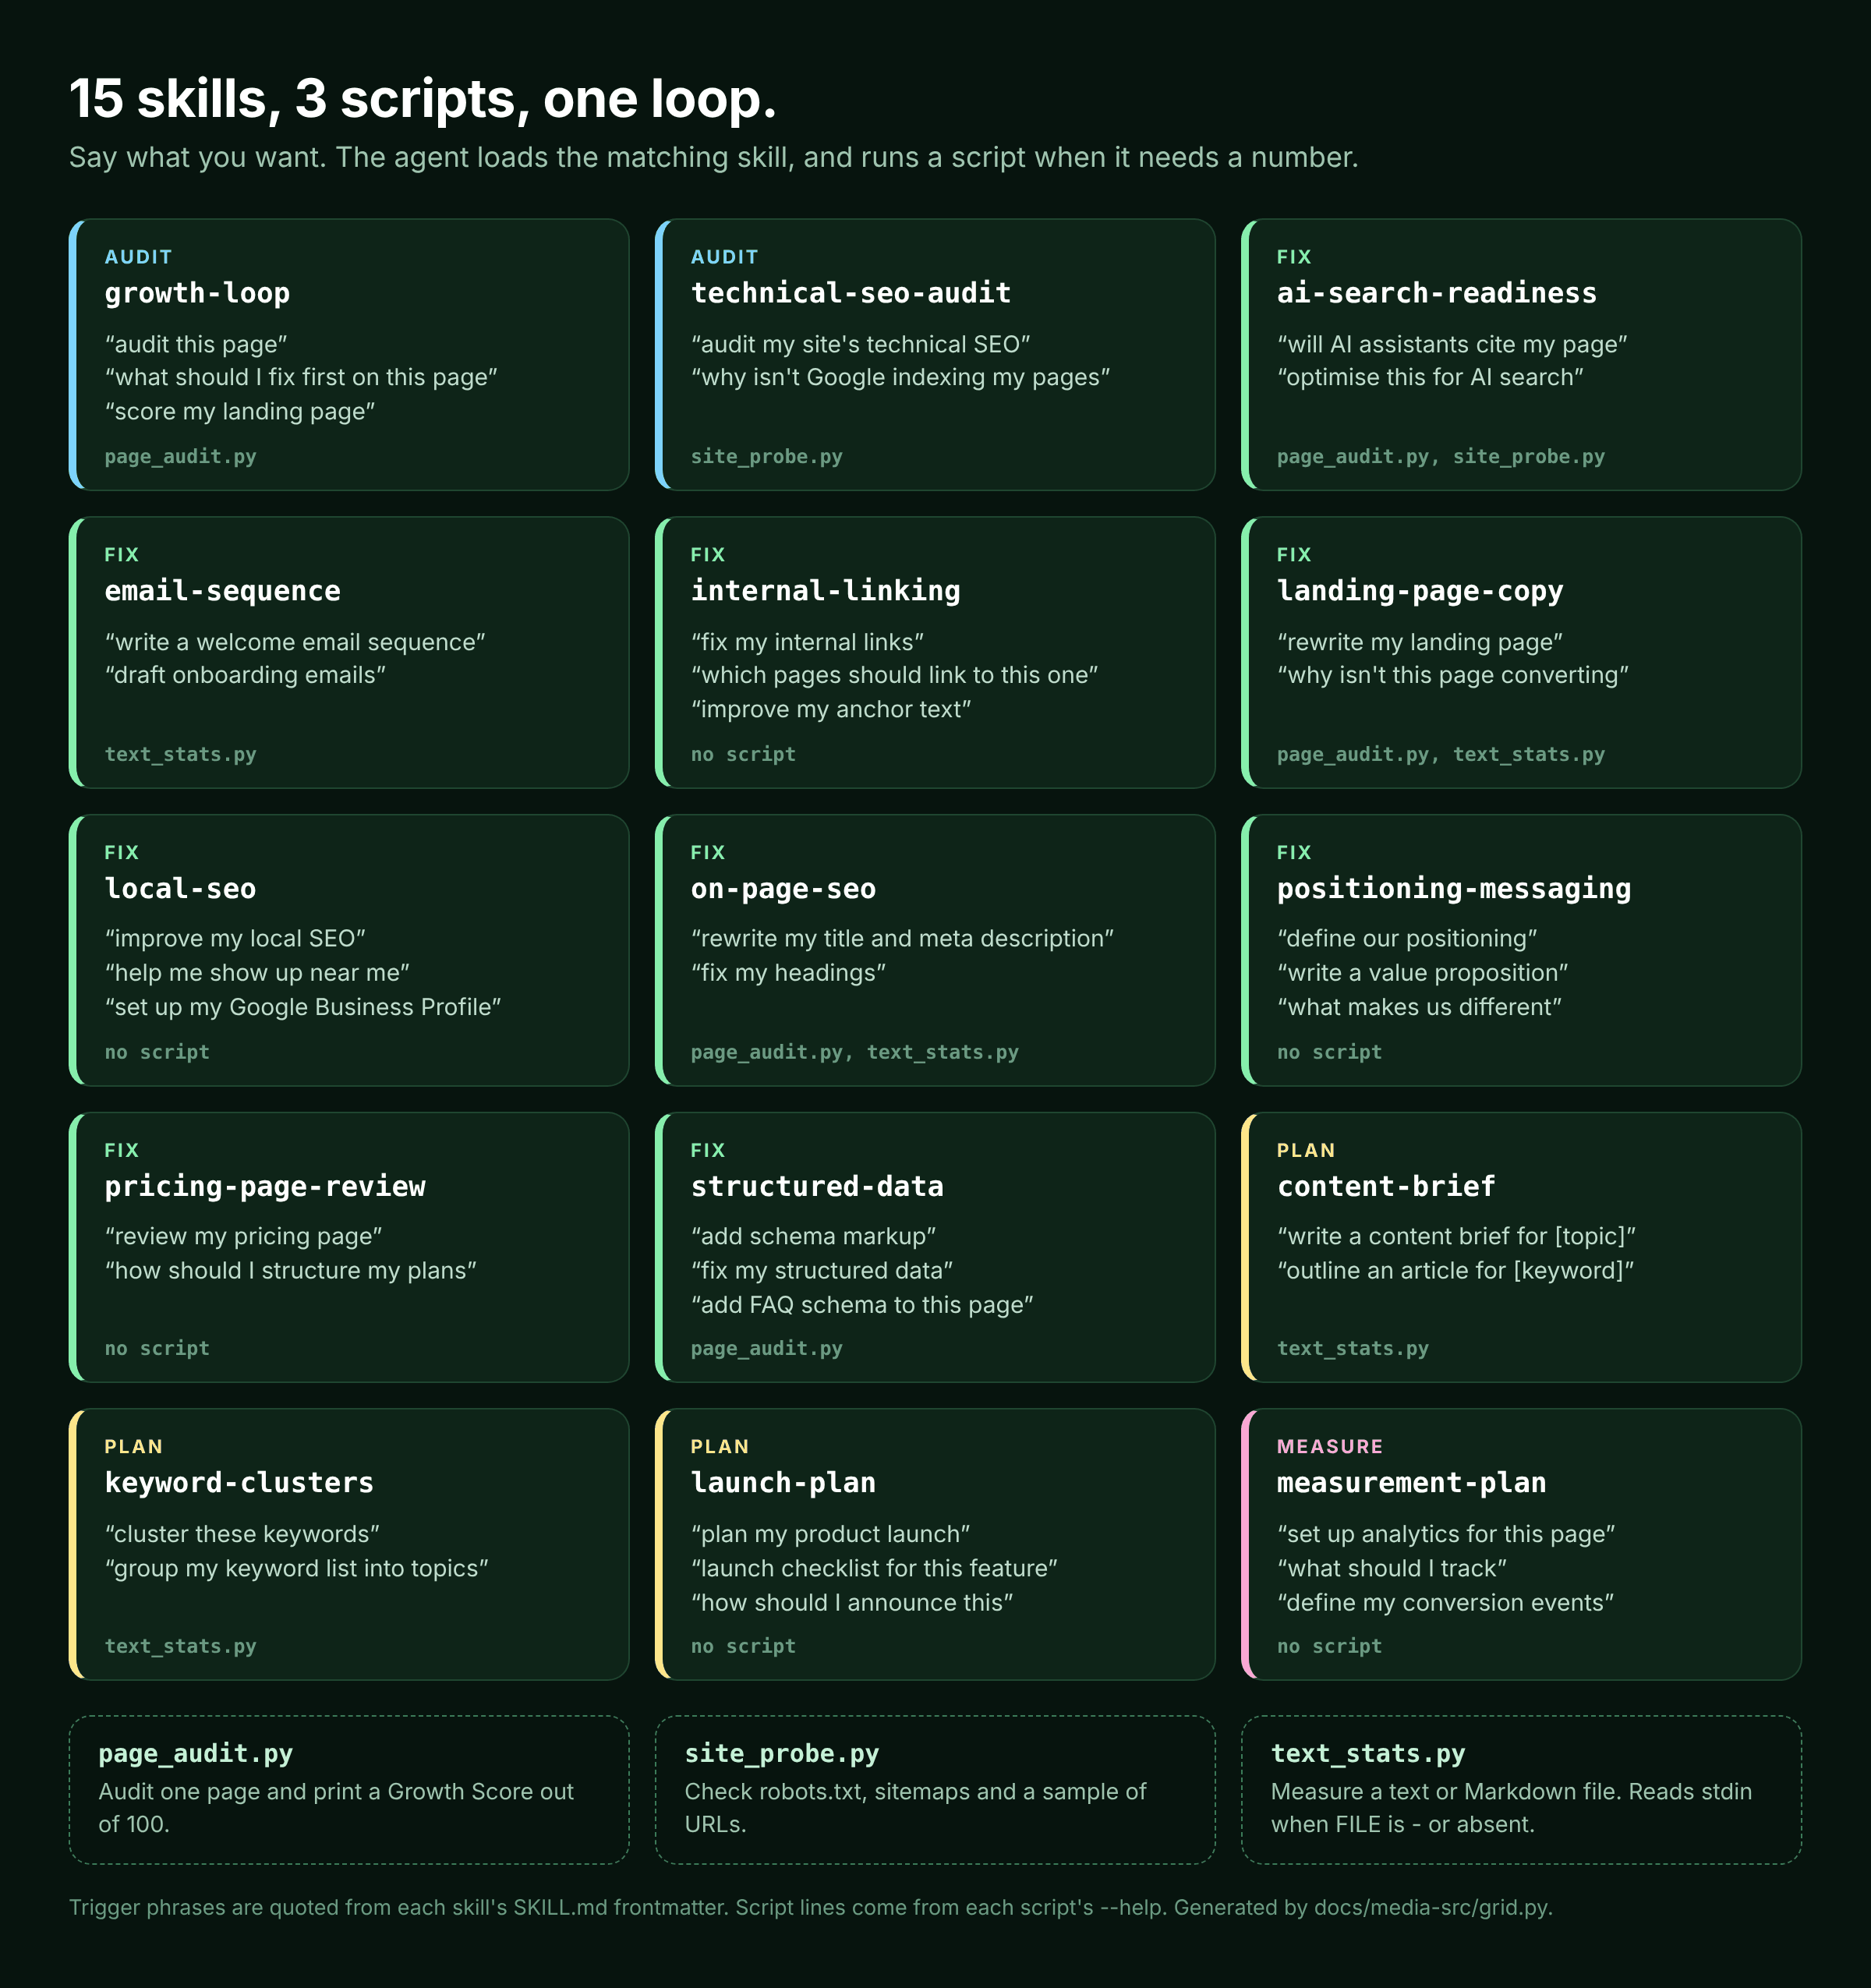 15 skills, 3 scripts, one loop.
Say what you want. The agent loads the matching skill, and runs a script when it needs a number.
AUDIT
growth-loop
“audit this page”
“what should I fix first on this page”
“score my landing page”
page_audit.py
AUDIT
technical-seo-audit
“audit my site's technical SEO”
“why isn't Google indexing my pages”
site_probe.py
FIX
ai-search-readiness
“will AI assistants cite my page”
“optimise this for AI search”
page_audit.py, site_probe.py
FIX
email-sequence
“write a welcome email sequence”
“draft onboarding emails”
text_stats.py
FIX
internal-linking
“fix my internal links”
“which pages should link to this one”
“improve my anchor text”
no script
FIX
landing-page-copy
“rewrite my landing page”
“why isn't this page converting”
page_audit.py, text_stats.py
FIX
local-seo
“improve my local SEO”
“help me show up near me”
“set up my Google Business Profile”
no script
FIX
on-page-seo
“rewrite my title and meta description”
“fix my headings”
page_audit.py, text_stats.py
FIX
positioning-messaging
“define our positioning”
“write a value proposition”
“what makes us different”
no script
FIX
pricing-page-review
“review my pricing page”
“how should I structure my plans”
no script
FIX
structured-data
“add schema markup”
“fix my structured data”
“add FAQ schema to this page”
page_audit.py
PLAN
content-brief
“write a content brief for [topic]”
“outline an article for [keyword]”
text_stats.py
PLAN
keyword-clusters
“cluster these keywords”
“group my keyword list into topics”
text_stats.py
PLAN
launch-plan
“plan my product launch”
“launch checklist for this feature”
“how should I announce this”
no script
MEASURE
measurement-plan
“set up analytics for this page”
“what should I track”
“define my conversion events”
no script
page_audit.py
Audit one page and print a Growth Score out
of 100.
site_probe.py
Check robots.txt, sitemaps and a sample of
URLs.
text_stats.py
Measure a text or Markdown file. Reads stdin
when FILE is - or absent.
Trigger phrases are quoted from each skill's SKILL.md frontmatter. Script lines come from each script's --help. Generated by docs/media-src/grid.py.